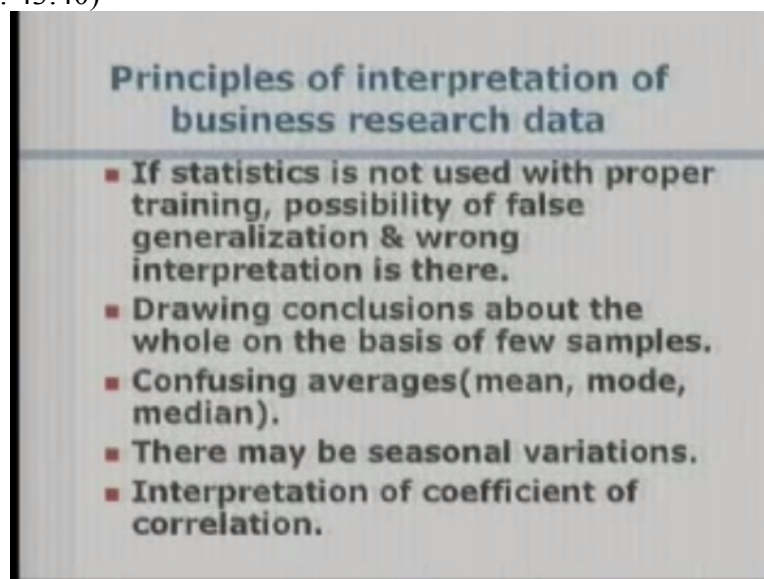 : 45:40)
Principles of interpretation of
business research data
If statistics is not used with proper
training, possibility of false
generalization & wrong
interpretation is there.
Drawing conclusions about the
whole on the basis of few samples.
Confusing averages(mean, mode,
median).
There may be seasonal variations.
Interpretation of coefficient of
correlation.